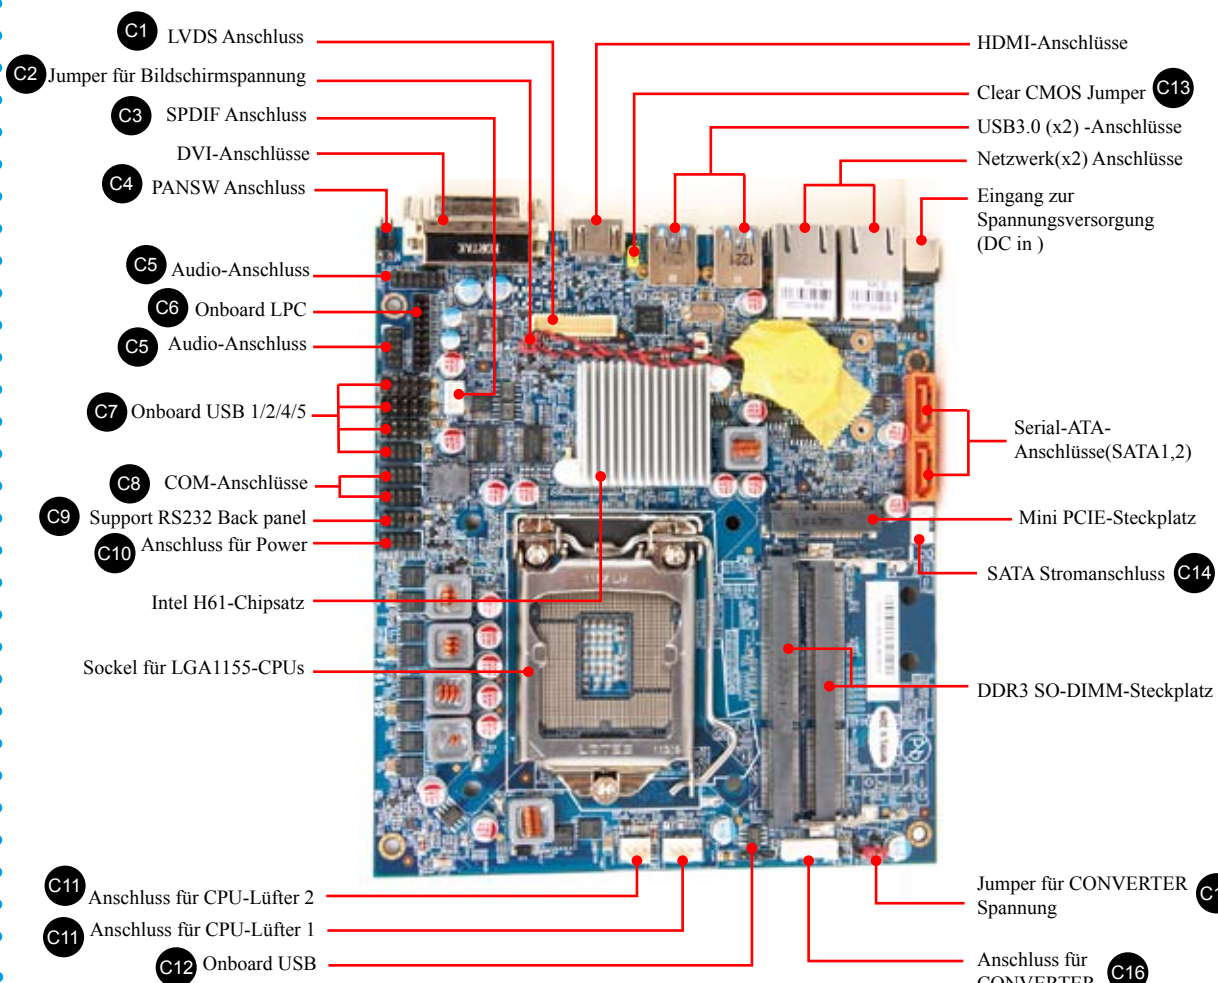 C1 LVDS Anschluss
C2 Jumper für Bildschirmspannung
C3 SPDIF Anschluss
DVI-Anschlüsse
C4 PANSW Anschluss
C5 Audio-Anschluss
C6 Onboard LPC
C5 Audio-Anschluss
C7 Onboard USB 1/2/4/5
C8 COM-Anschlüsse
C9 Support RS232 Back panel
C10 Anschluss für Power
Intel H61-Chipsatz
Sockel für LGA1155-CPUs
C11 Anschluss für CPU-Lüfter 2
C11 Anschluss für CPU-Lüfter 1
C12 Onboard USB
HDMI-Anschlüsse
Clear CMOS Jumper C13
USB3.0 (x2) -Anschlüsse
Netzwerk(x2) Anschlüsse
Eingang zur
Spannungsversorgung
(DC in )
Serial-ATA-
Anschlüsse(SATA1,2)
Mini PCIE-Steckplatz
SATA Stromanschluss C14
DDR3 SO-DIMM-Steckplatz
Jumper für CONVERTER
Spannung
Anschluss für
CONVERTER C16
LOTES
1221